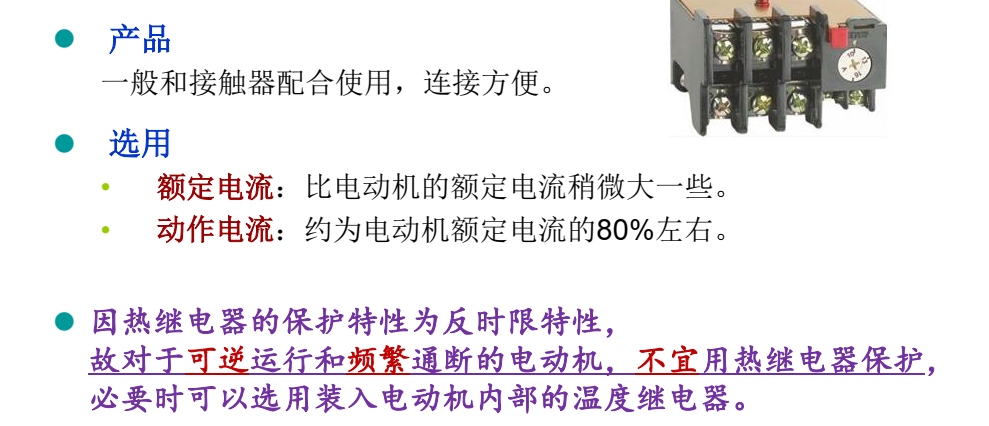 产品
一般和接触器配合使用，连接方便。
选用
额定电流：比电动机的额定电流稍微大一些。
动作电流：约为电动机额定电流的80%左右。
因热继电器的保护特性为反时限特性，
故对于可逆运行和频繁通断的电动机，不宜用热继电器保护，
必要时可以选用装入电动机内部的温度继电器。